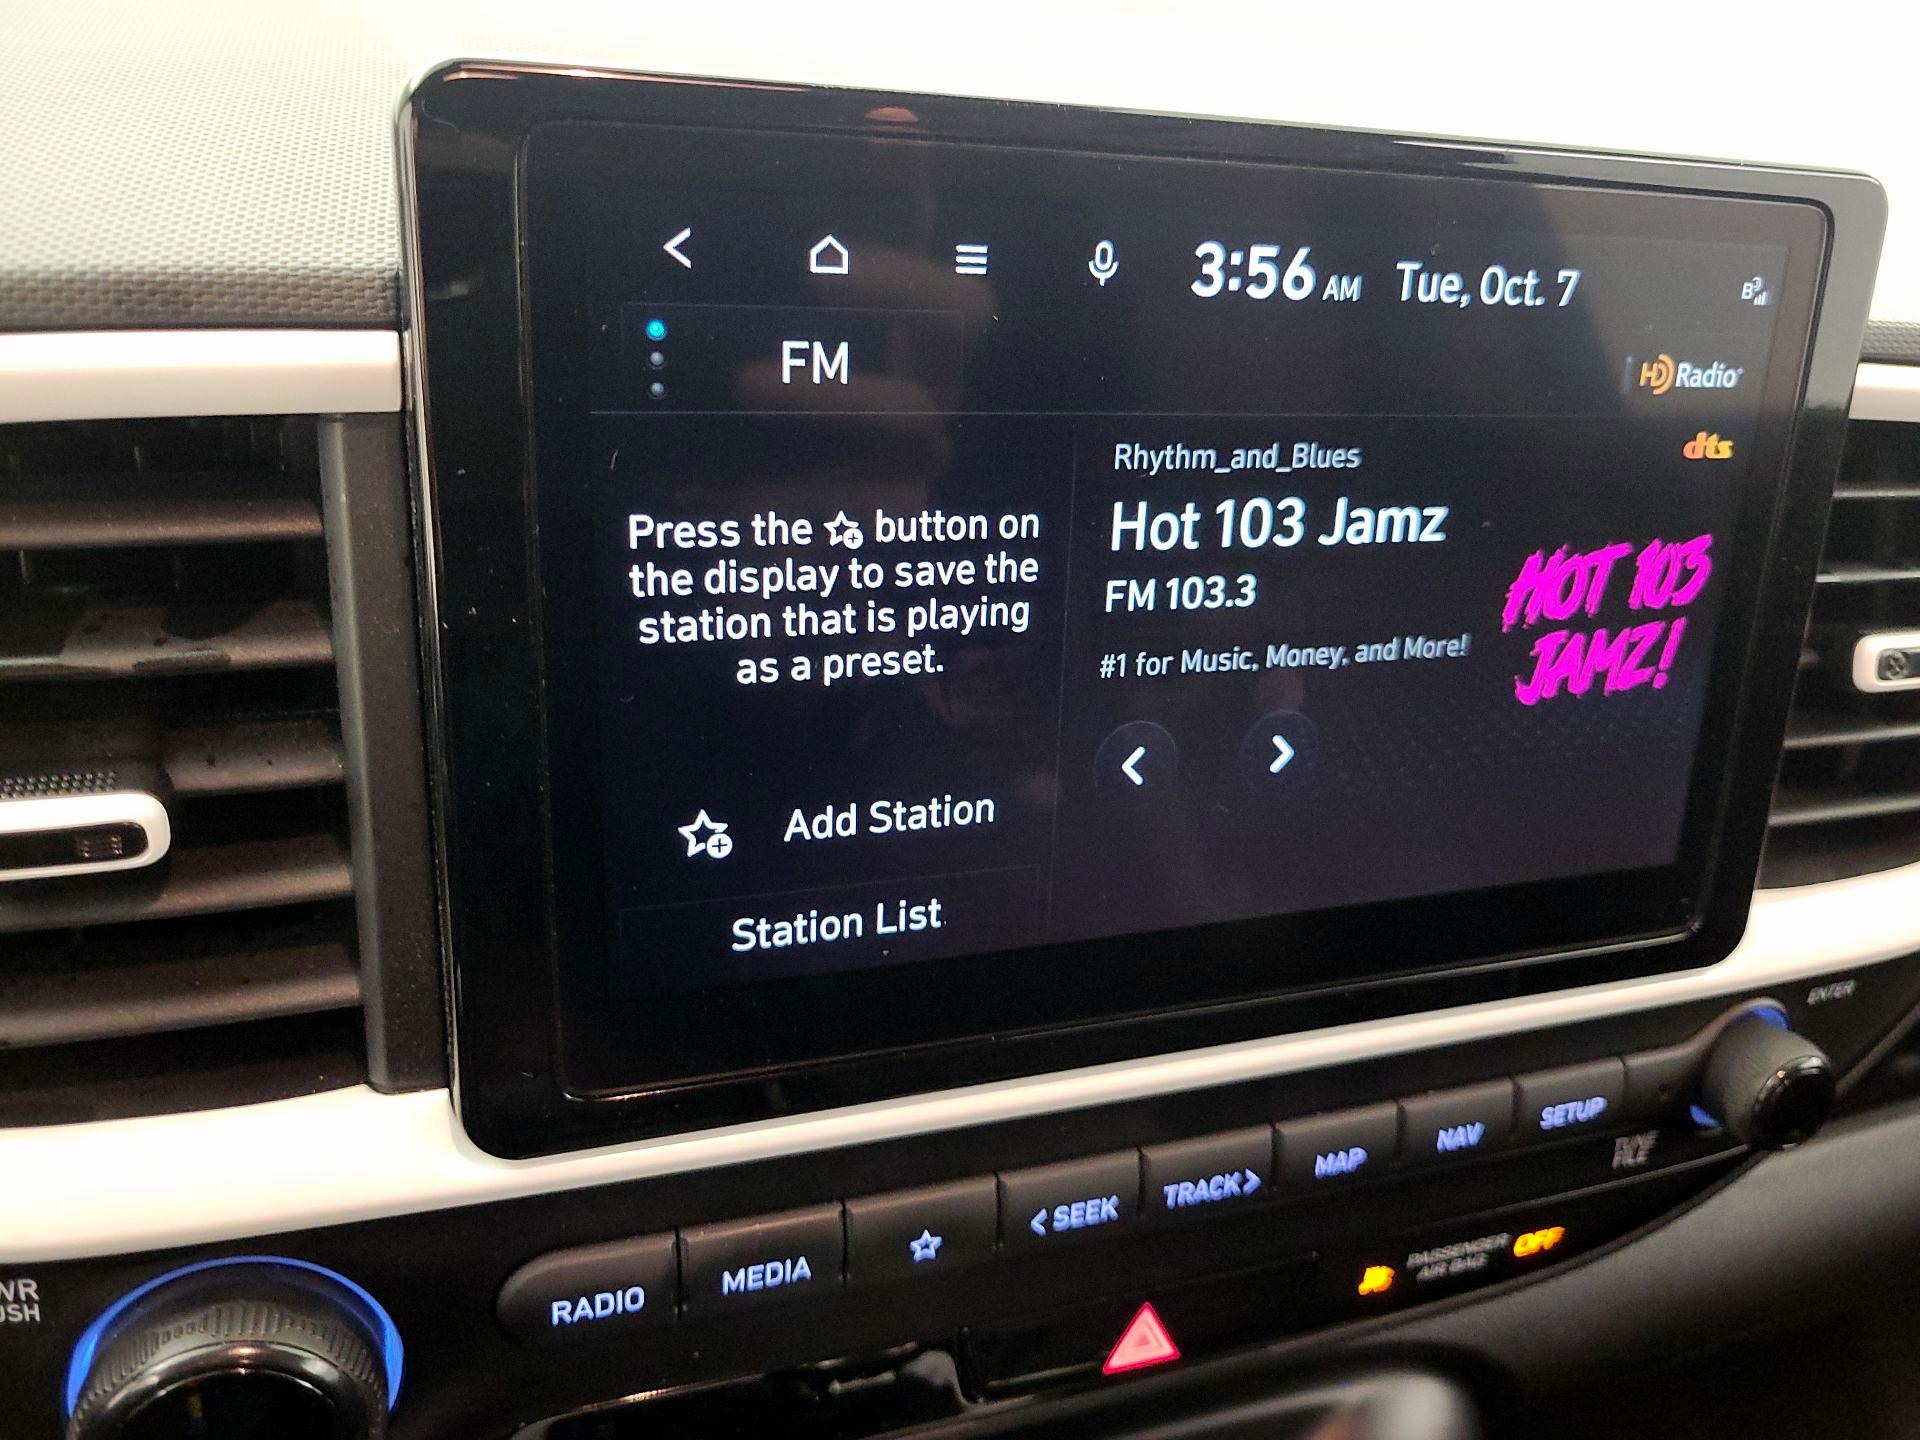 3:56 AM Tue, Oct. 7
FM
HD Radio
dts
Rhythm_and_Blues
Hot 103 Jamz
FM 103.3
#1 for Music, Money, and More!
HOT 103
JAMZ!
Press the button on
the display to save the
station that is playing
as a preset.
Add Station
Station List
ENTER
TUNE
FILE
RADIO
MEDIA
< SEEK
TRACK >
MAP
NAV
SETUP
PASSENGER
AIR BAG
OFF